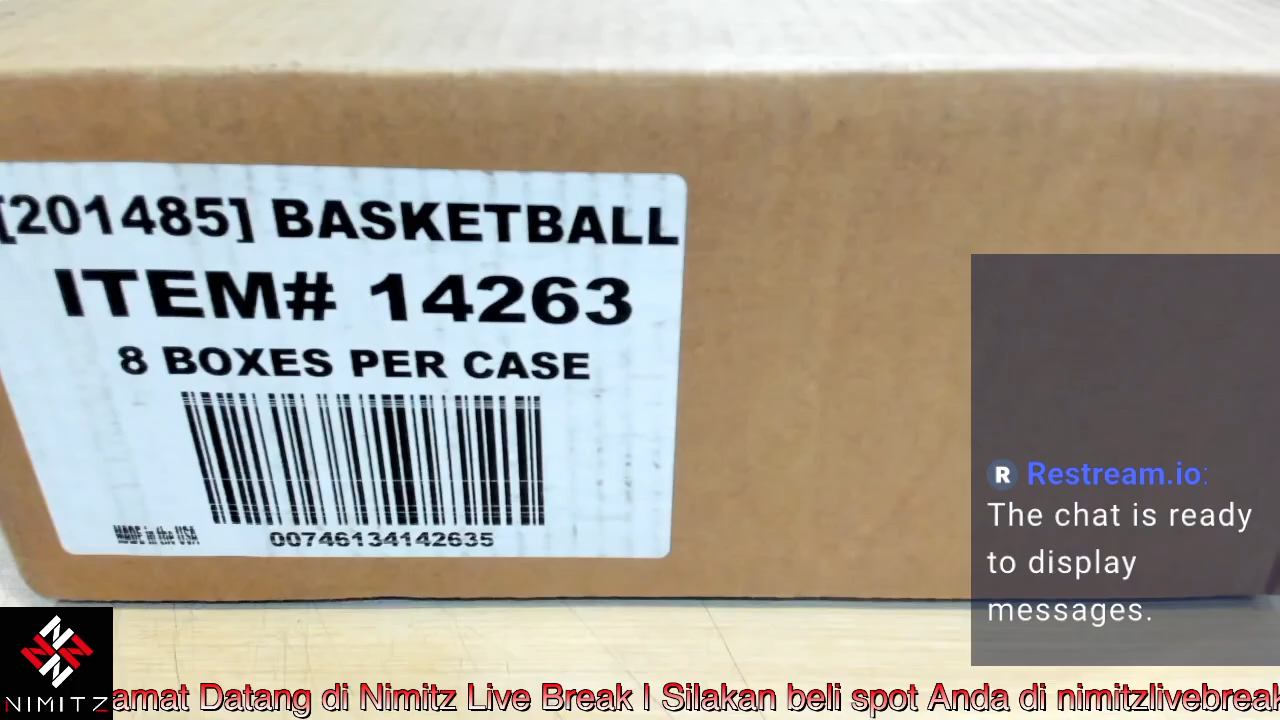 [201485] BASKETBALL
ITEM# 14263
8 BOXES PER CASE
MADE in the USA
00746134142635
R Restream.io:
The chat is ready
to display
messages.
NIMITZ
amat Datang di Nimitz Live Break | Silakan beli spot Anda di nimitzlivebreak